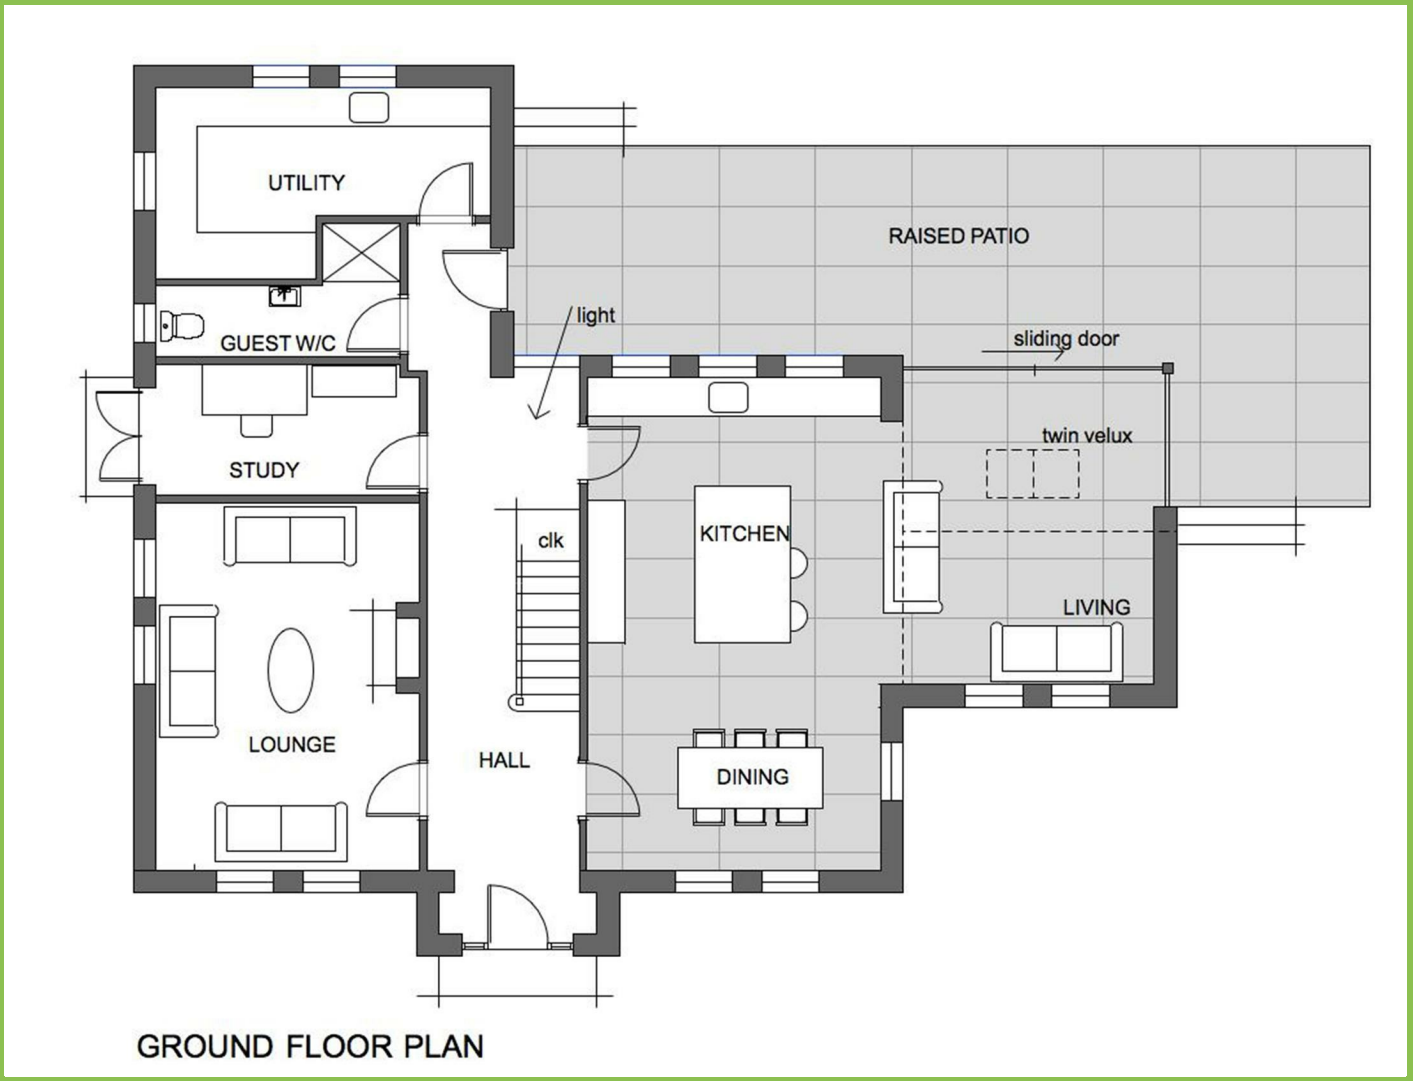 UTILITY
RAISED PATIO
light
sliding door
GUEST W/C
twin velux
STUDY
clk
KITCHEN
LIVING
LOUNGE
HALL
DINING
GROUND FLOOR PLAN